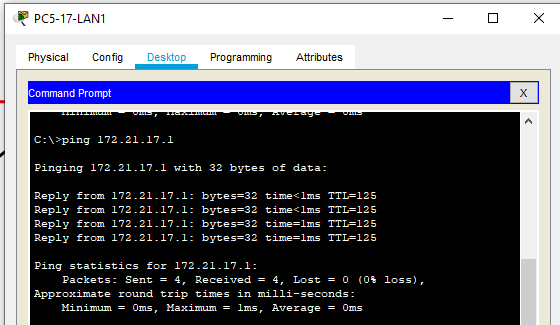 PC5-17-LAN1
Physical Config Desktop Programming Attributes
Command Prompt X
Minimum = 0ms, Maximum = 0ms, Average = 0ms
C:\>ping 172.21.17.1
Pinging 172.21.17.1 with 32 bytes of data:
Reply from 172.21.17.1: bytes=32 time<1ms TTL=125
Reply from 172.21.17.1: bytes=32 time<1ms TTL=125
Reply from 172.21.17.1: bytes=32 time=1ms TTL=125
Reply from 172.21.17.1: bytes=32 time=1ms TTL=125
Ping statistics for 172.21.17.1:
Packets: Sent = 4, Received = 4, Lost = 0 (0% loss),
Approximate round trip times in milli-seconds:
Minimum = 0ms, Maximum = 1ms, Average = 0ms